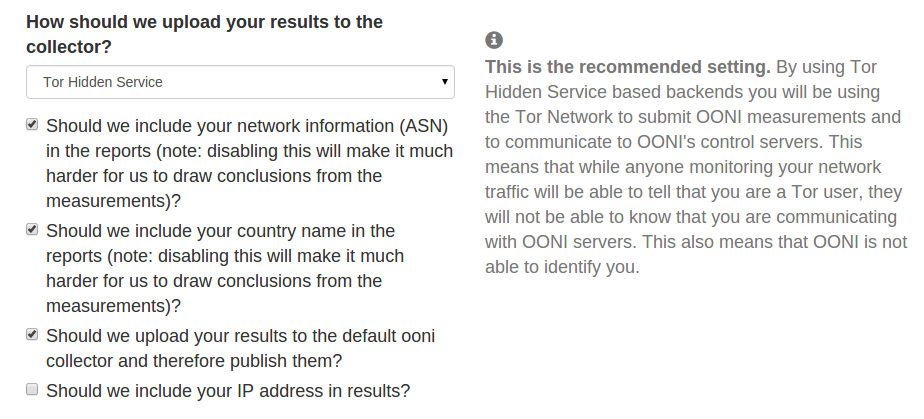 How should we upload your results to the
collector?
Tor Hidden Service
Should we include your network information (ASN)
in the reports (note: disabling this will make it much
harder for us to draw conclusions from the
measurements)?
Should we include your country name in the
reports (note: disabling this will make it much
harder for us to draw conclusions from the
measurements)?
Should we upload your results to the default ooni
collector and therefore publish them?
Should we include your IP address in results?
This is the recommended setting. By using Tor
Hidden Service based backends you will be using
the Tor Network to submit OONI measurements and
to communicate to OONI's control servers. This
means that while anyone monitoring your network
traffic will be able to tell that you are a Tor user, they
will not be able to know that you are communicating
with OONI servers. This also means that OONI is not
able to identify you.